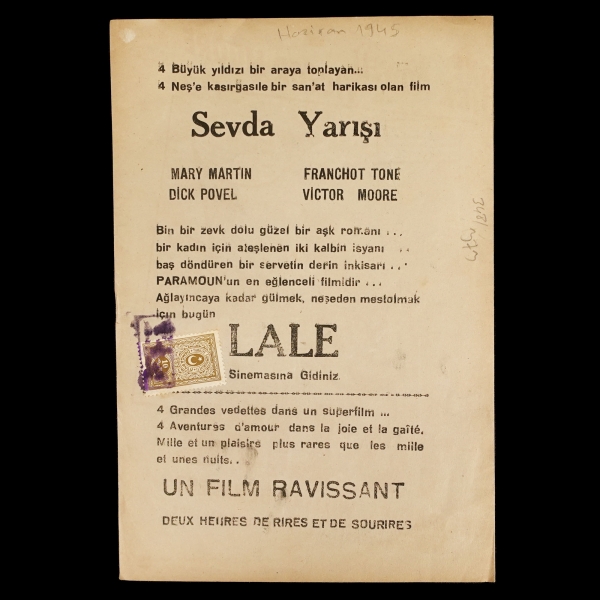 Haziran 1945
4 Büyük yıldızı bir araya toplayan...
4 Neş'e kasırgasıle bir san'at harikası olan film
Sevda Yarışı
MARY MARTIN FRANCHOT TONE
DİCK POVEL VİCTOR MOORE
Bin bir zevk dolu güzel bir aşk romanı ...
bir kadın için ateşlenen iki kalbin isyanı ..
baş döndüren bir servetin derin inkisarı ...
PARAMOUN'un en eğlenceli filmidir ...
Ağlayıncaya kadar gülmek, neşeden mestolmak
için bugün
LALE
Sinemasına Gidiniz.
4 Grandes vedettes dans un superfilm ...
4 Aventures d'amour dans la joie et la gaîté.
Mille et un plaisirs plus rares que les mille
et unes nuits..
UN FILM RAVISSANT
DEUX HEURES DE RIRES ET DE SOURIRES